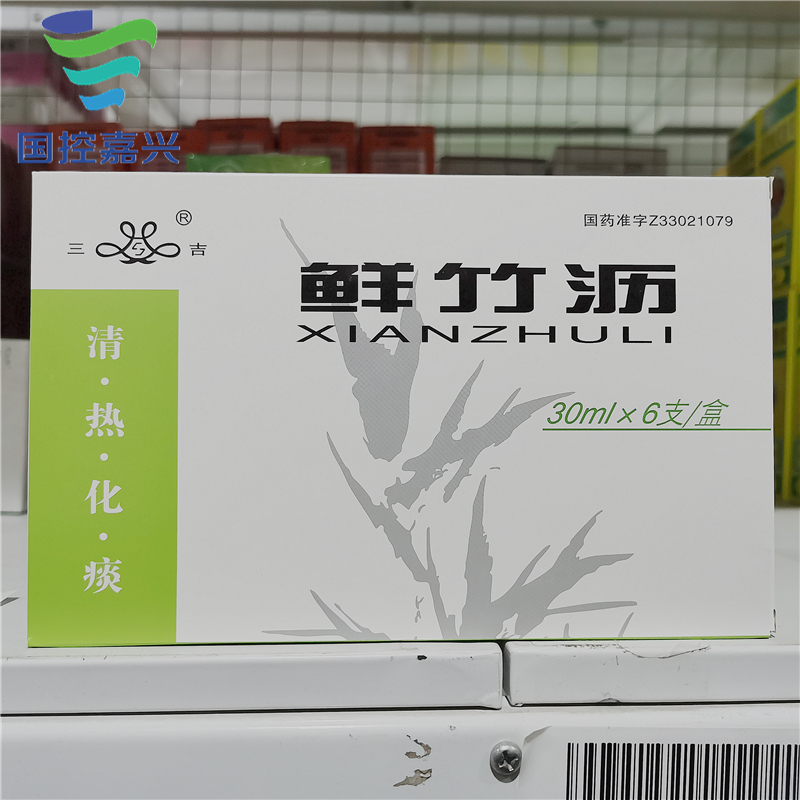 国控嘉兴
三吉
®
国药准字Z33021079
鲜竹沥
XIANZHULI
30ml×6支/盒
清·热·化·痰